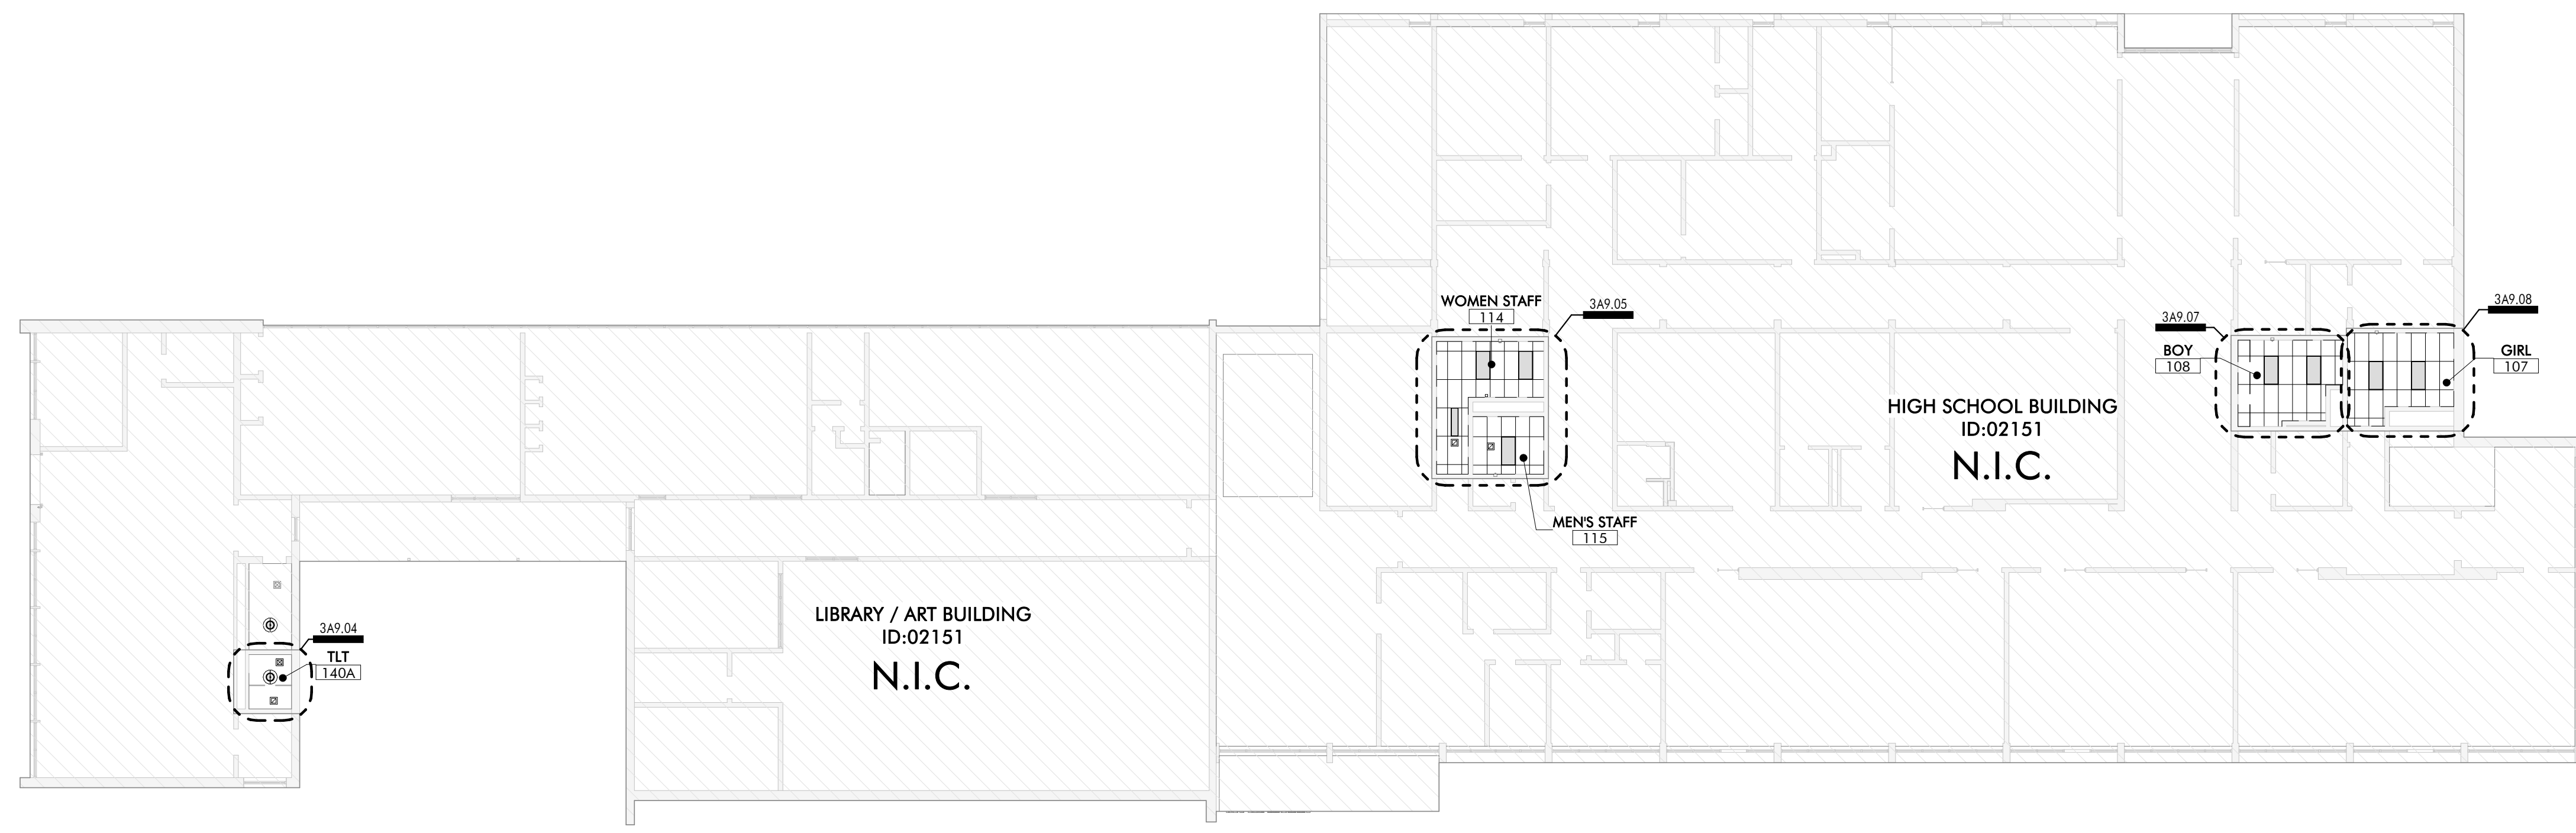 WOMEN STAFF
114
3A9.05
3A9.08
3A9.07
BOY
108
GIRL
107
HIGH SCHOOL BUILDING
ID:02151
N.I.C.
MEN'S STAFF
115
LIBRARY / ART BUILDING
ID:02151
N.I.C.
3A9.04
TLT
140A